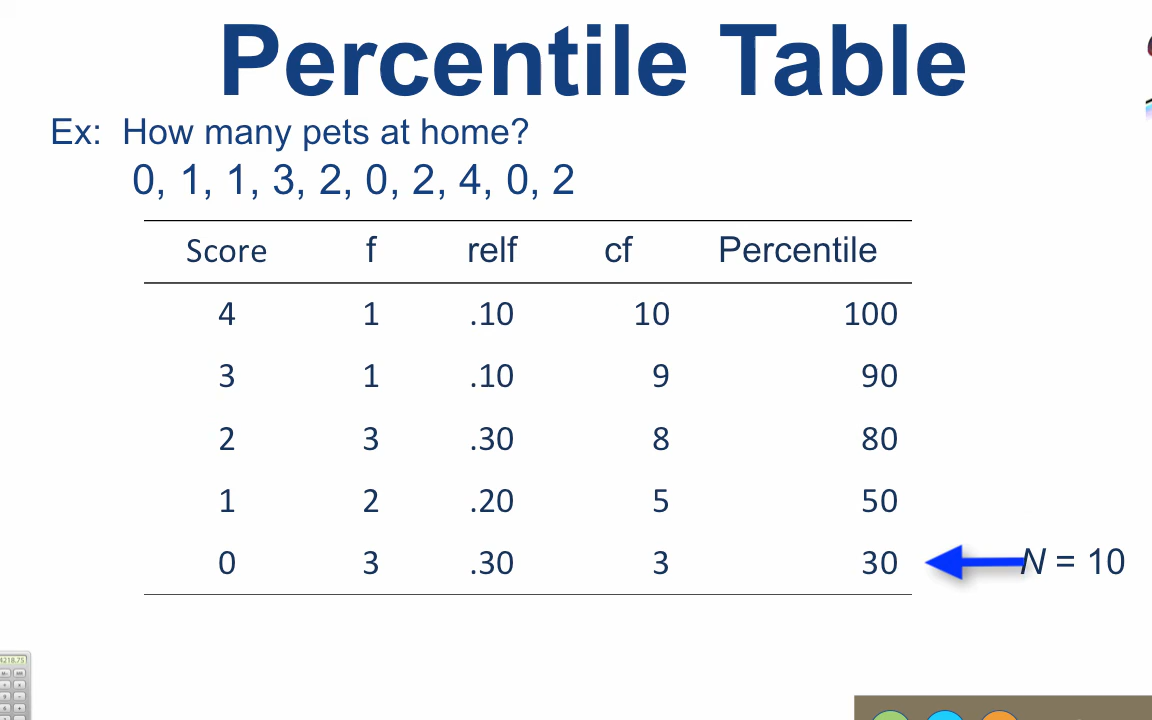 Percentile Table
Ex: How many pets at home?
0, 1, 1, 3, 2, 0, 2, 4, 0, 2
Score f relf cf Percentile
4 1 .10 10 100
3 1 .10 9 90
2 3 .30 8 80
1 2 .20 5 50
0 3 .30 3 30 N = 10
4218.75